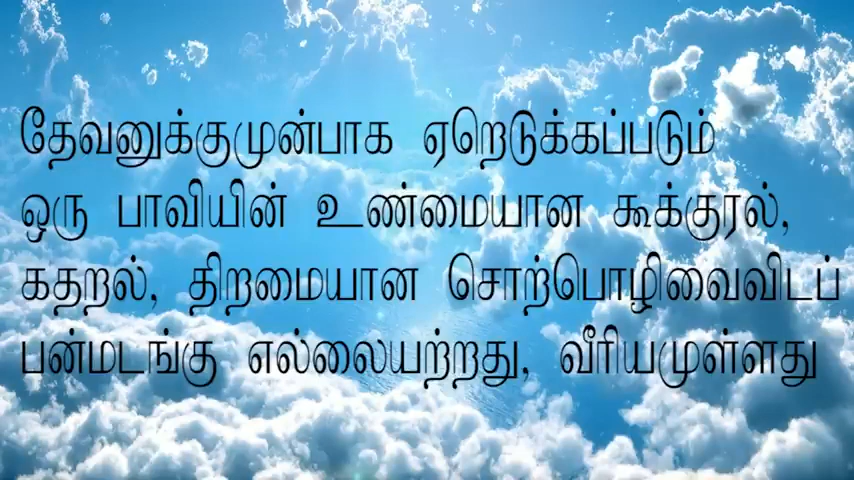 தேவனுக்குமுன்பாக ஏறெடுக்கப்படும்
ஒரு பாவியின் உண்மையான கூக்குரல்,
கதறல், திறமையான சொற்பொழிவைவிடப்
பன்மடங்கு எல்லையற்றது, வீரியமுள்ளது